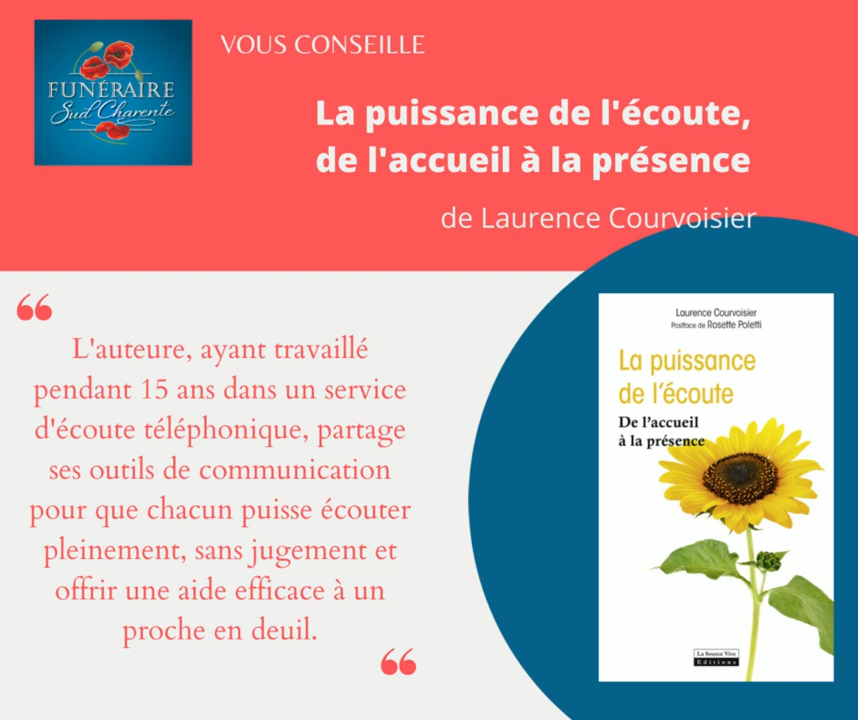 FUNÉRAIRE
Sud Charente
VOUS CONSEILLE
La puissance de l'écoute,
de l'accueil à la présence
de Laurence Courvoisier
“
L'auteure, ayant travaillé
pendant 15 ans dans un service
d'écoute téléphonique, partage
ses outils de communication
pour que chacun puisse écouter
pleinement, sans jugement et
offrir une aide efficace à un
proche en deuil.
“
Laurence Courvoisier
Postface de Rosette Poletti
La puissance
de l'écoute
De l'accueil
à la présence
La Source Vive
Editions